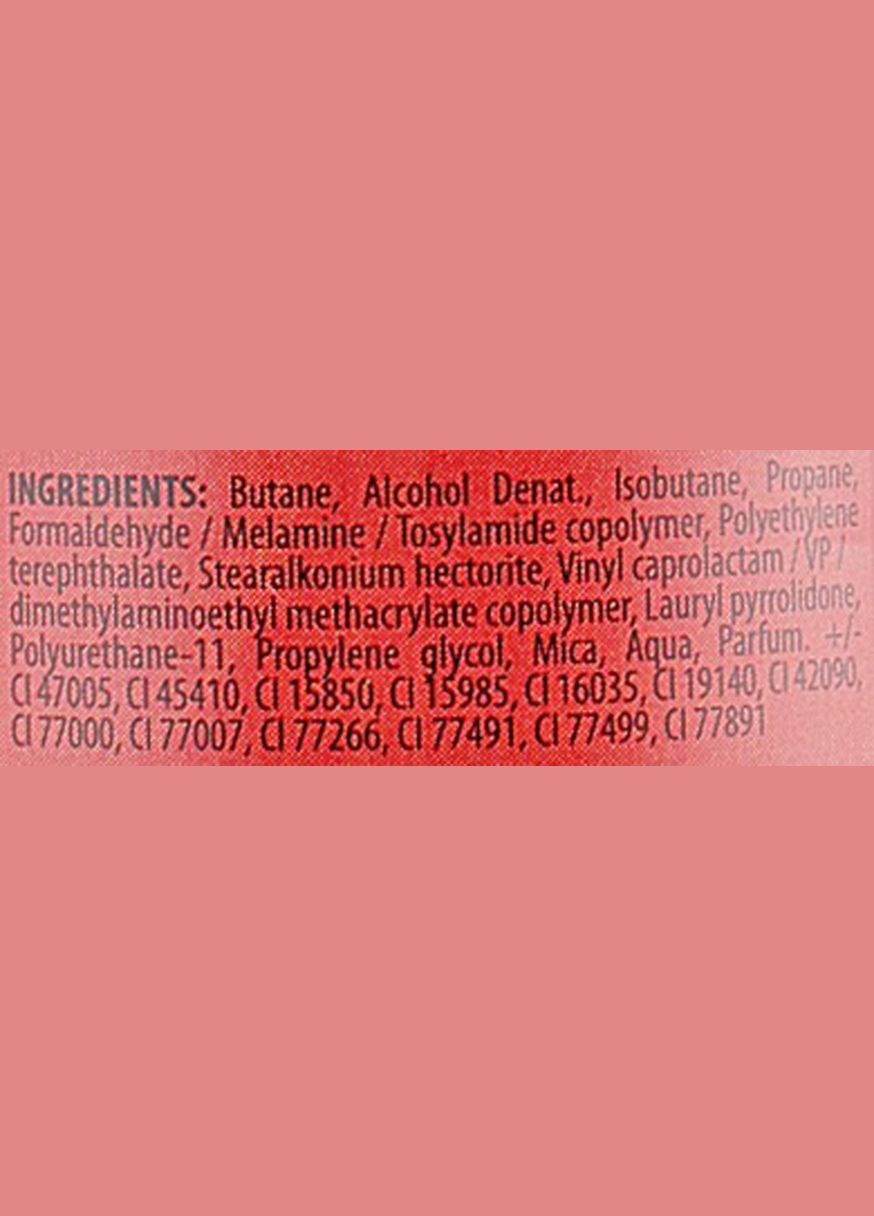 INGREDIENTS: Butane, Alcohol Denat., Isobutane, Propane,
Formaldehyde / Melamine / Tosylamide copolymer, Polyethylene
terephthalate, Stearalkonium hectorite, Vinyl caprolactam / VP /
dimethylaminoethyl methacrylate copolymer, Lauryl pyrrolidone,
Polyurethane-11, Propylene glycol, Mica, Aqua, Parfum. +/-
CI 47005, CI 45410, CI 15850, CI 15985, CI 16035, CI 19140, CI 42090,
CI 77000, CI 77007, CI 77266, CI 77491, CI 77499, CI 77891